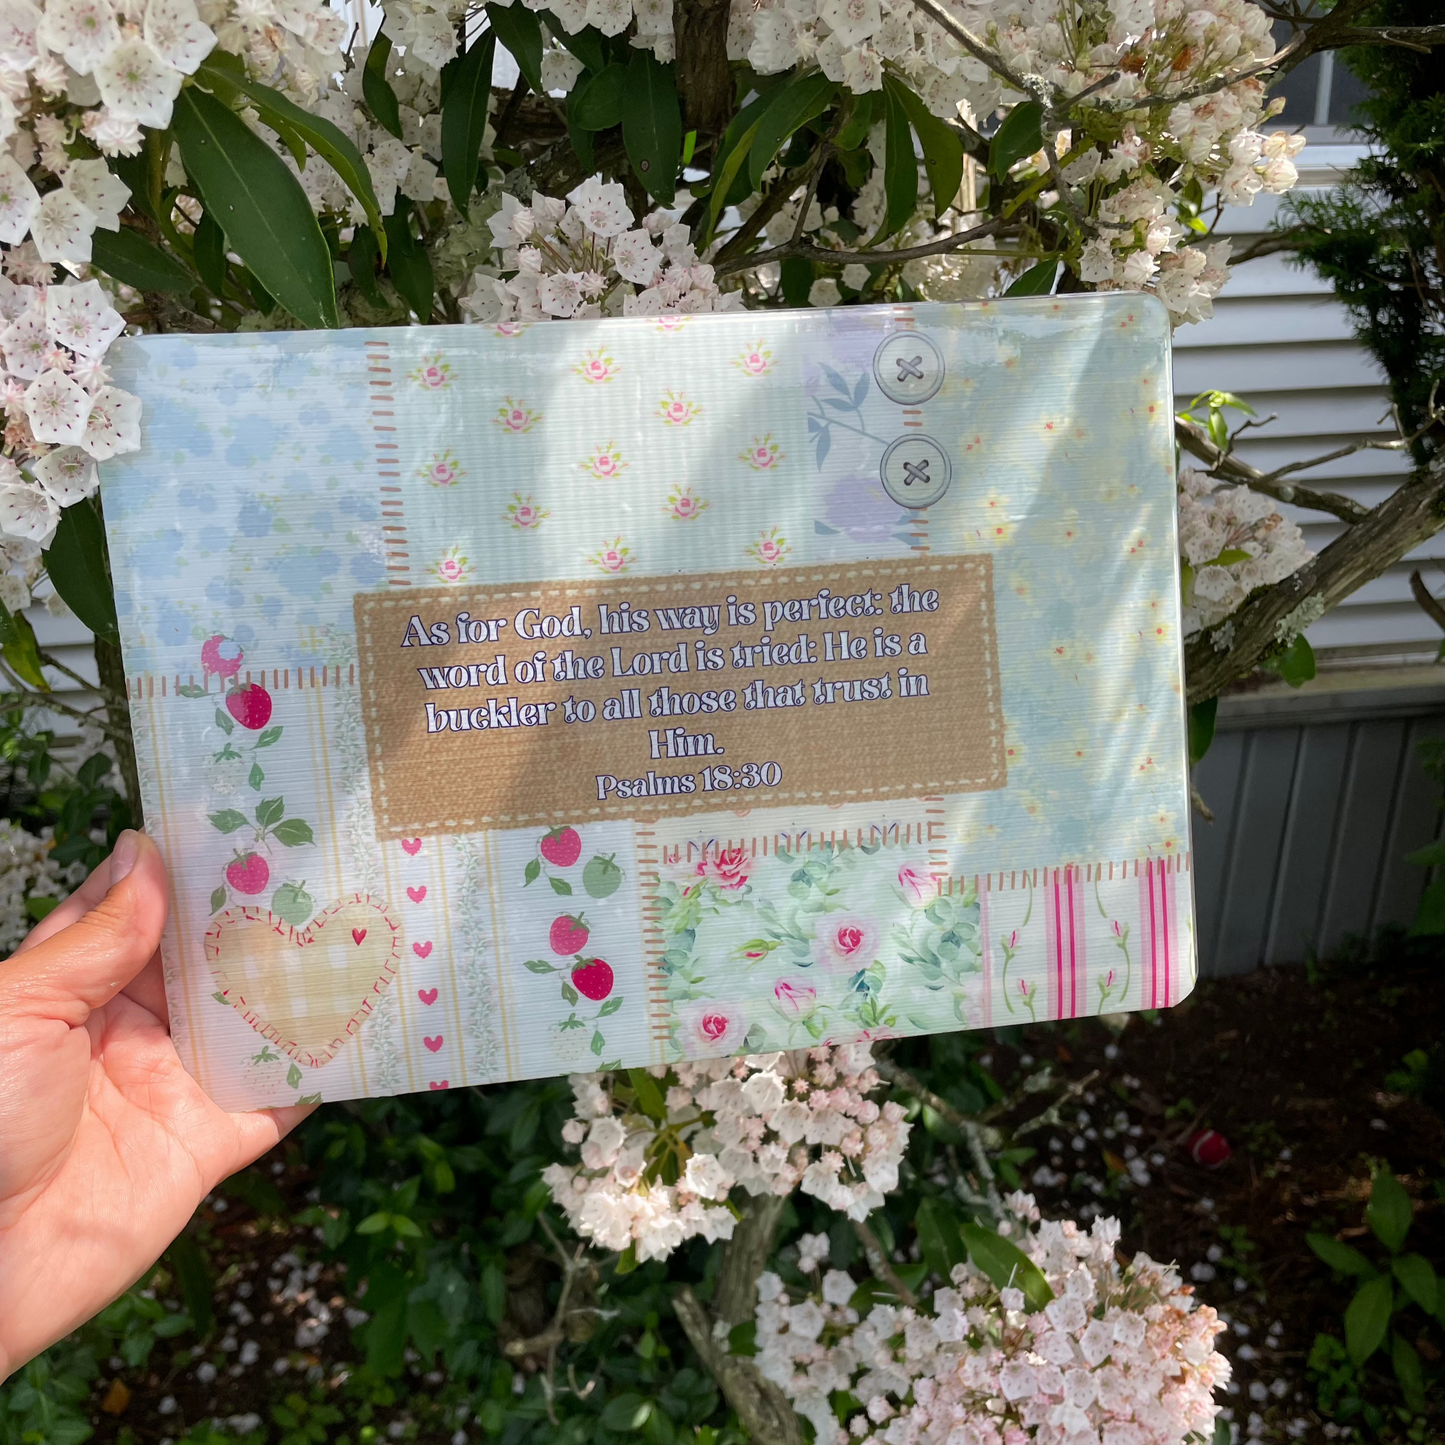 As for God, his way is perfect: the
word of the Lord is tried: He is a
buckler to all those that trust in
Him.
Psalms 18:30